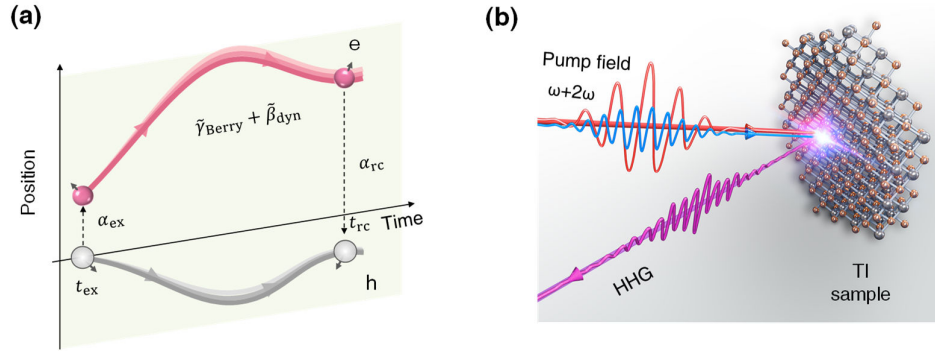 (a)
e
γ̃Berry + β̃dyn
Position
αrc
αex
Time
trc
tex
h
(b)
Pump field
ω+2ω
HHG
TI
sample